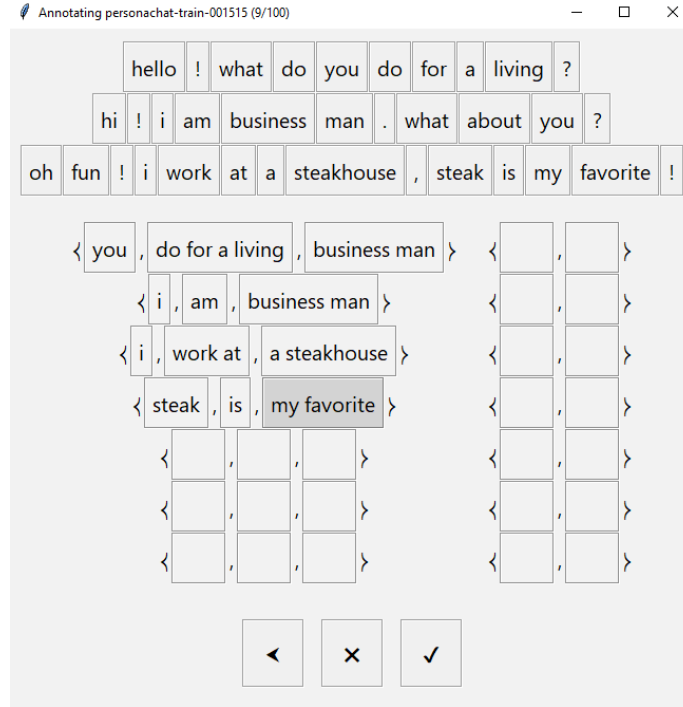 Annotating personachat-train-001515 (9/100)
hello ! what do you do for a living ?
hi ! i am business man . what about you ?
oh fun ! i work at a steakhouse , steak is my favorite !
⟨ you , do for a living , business man ⟩ ⟨ , ⟩
⟨ i , am , business man ⟩ ⟨ , ⟩
⟨ i , work at , a steakhouse ⟩ ⟨ , ⟩
⟨ steak , is , my favorite ⟩ ⟨ , ⟩
⟨ , , ⟩ ⟨ , ⟩
⟨ , , ⟩ ⟨ , ⟩
⟨ , , ⟩ ⟨ , ⟩